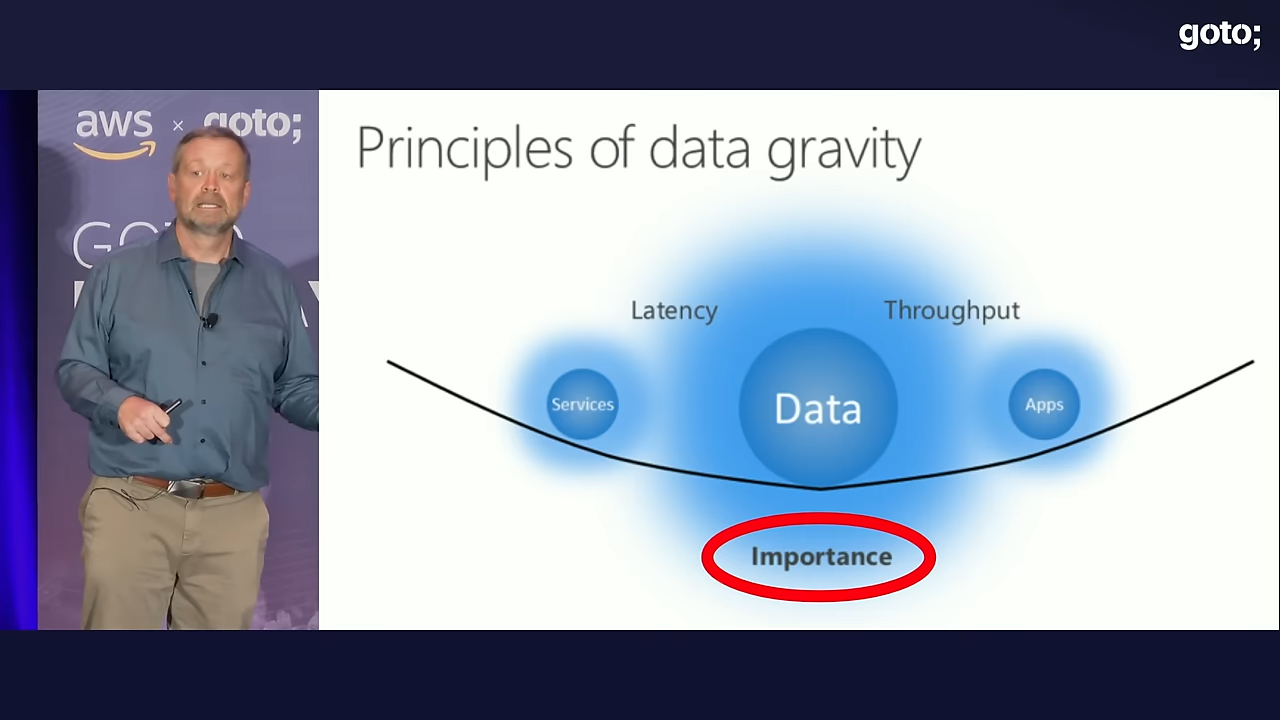 goto;
aws × goto;
Principles of data gravity
Latency
Throughput
Services
Data
Apps
Importance